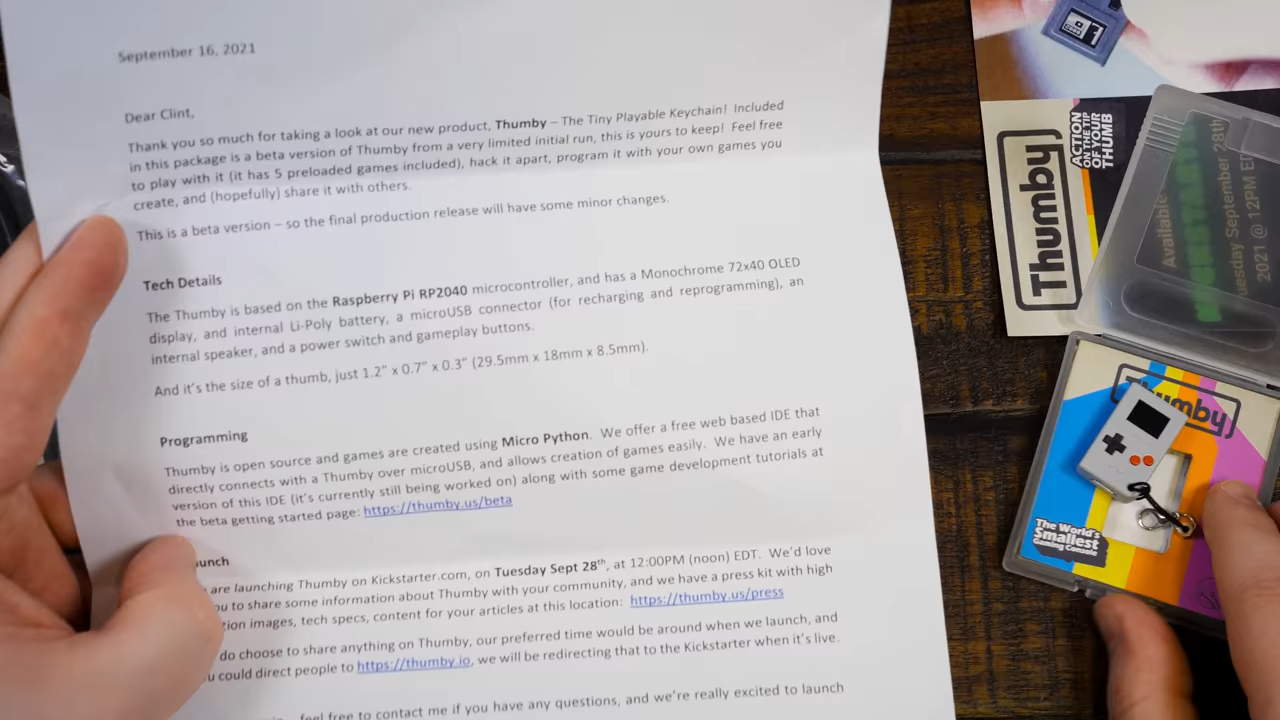 September 16, 2021
Dear Clint,
Thank you so much for taking a look at our new product, Thumby – The Tiny Playable Keychain! Included
in this package is a beta version of Thumby from a very limited initial run, this is yours to keep! Feel free
to play with it (it has 5 preloaded games included), hack it apart, program it with your own games you
create, and (hopefully) share it with others.
This is a beta version – so the final production release will have some minor changes.
Tech Details
The Thumby is based on the Raspberry Pi RP2040 microcontroller, and has a Monochrome 72x40 OLED
display, and internal Li-Poly battery, a microUSB connector (for recharging and reprogramming), an
internal speaker, and a power switch and gameplay buttons.
And it's the size of a thumb, just 1.2" x 0.7" x 0.3" (29.5mm x 18mm x 8.5mm).
Programming
Thumby is open source and games are created using Micro Python. We offer a free web based IDE that
directly connects with a Thumby over microUSB, and allows creation of games easily. We have an early
version of this IDE (it's currently still being worked on) along with some game development tutorials at
the beta getting started page: https://thumby.us/beta
unch
are launching Thumby on Kickstarter.com, on Tuesday Sept 28th, at 12:00PM (noon) EDT. We'd love
ou to share some information about Thumby with your community, and we have a press kit with high
tion images, tech specs, content for your articles at this location: https://thumby.us/press
do choose to share anything on Thumby, our preferred time would be around when we launch, and
u could direct people to https://thumby.io, we will be redirecting that to the Kickstarter when it's live.
feel free to contact me if you have any questions, and we're really excited to launch
Thumby
ACTION
ON THE TIP
OF YOUR
THUMB
Available
KICKSTARTER
uesday September 28th
2021 @ 12PM ED
Thumby
The World's
Smallest
Gaming Console